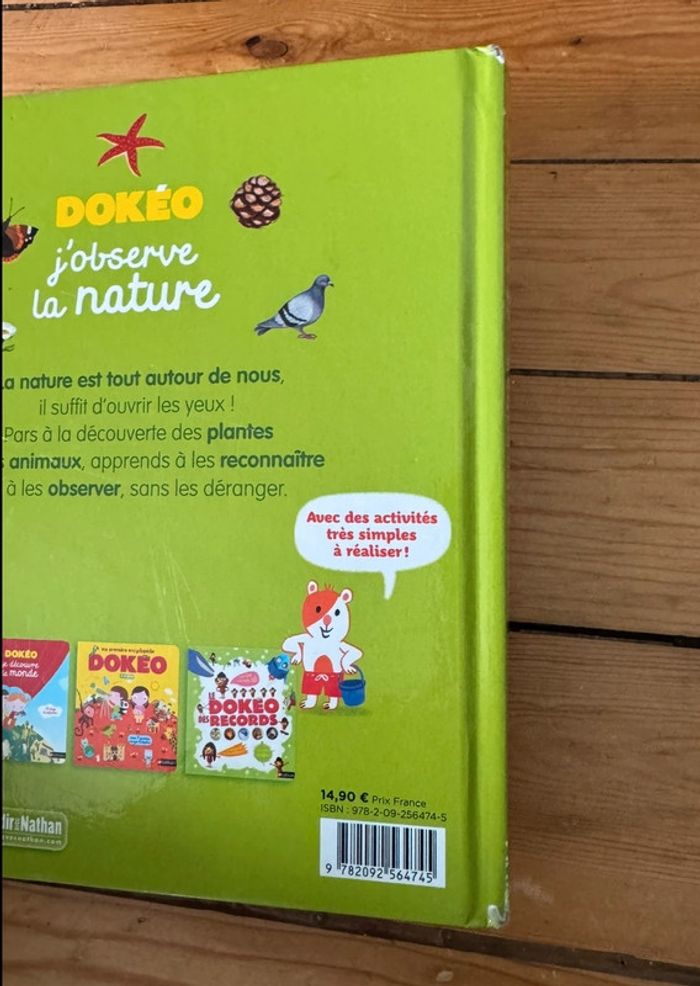 DOKÉO
j'observe
la nature
La nature est tout autour de nous,
il suffit d'ouvrir les yeux !
Pars à la découverte des plantes
animaux, apprends à les reconnaître
à les observer, sans les déranger.
Avec des activités
très simples
à réaliser !
DOKÉO
découvre
monde
Ma première encyclopédie
DOKÉO
LE
DOKÉO
DES
RECORDS
Nathan
14,90 € Prix France
ISBN : 978-2-09-256474-5
9 782092 564745